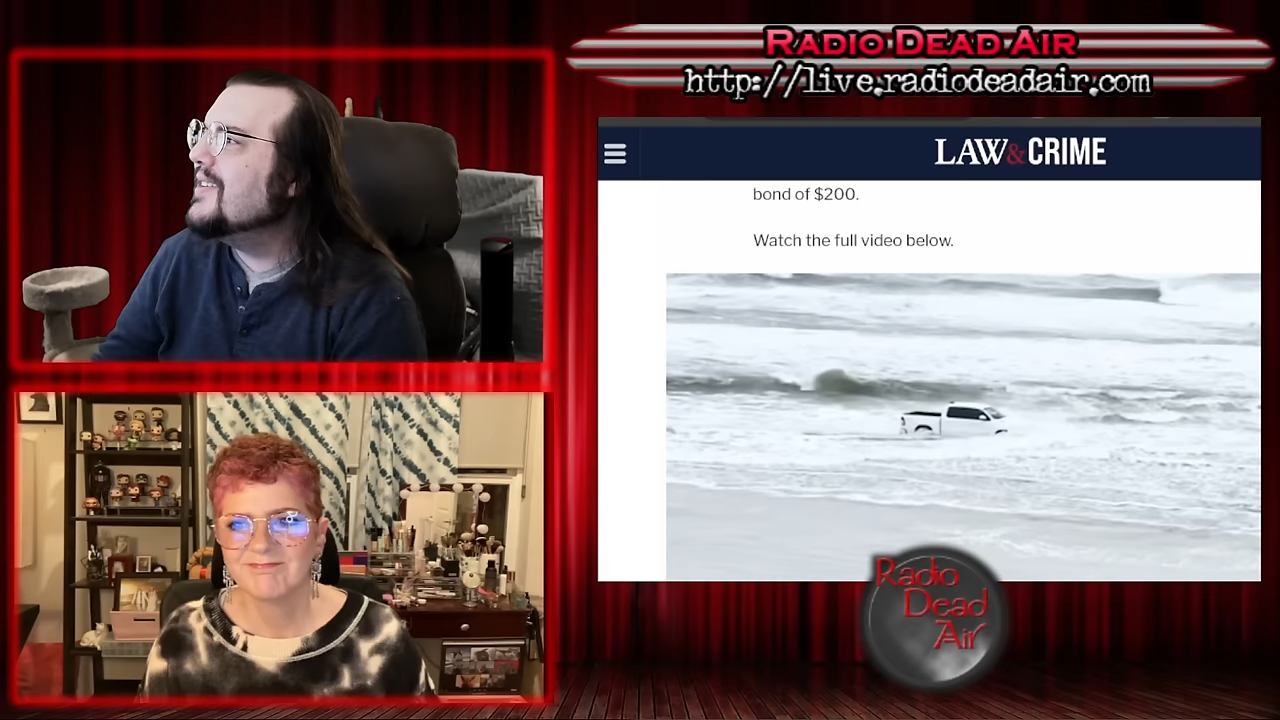 Radio Dead Air
http://live.radiodeadair.com
LAW&CRIME
bond of $200.
Watch the full video below.
Radio
Dead
Air